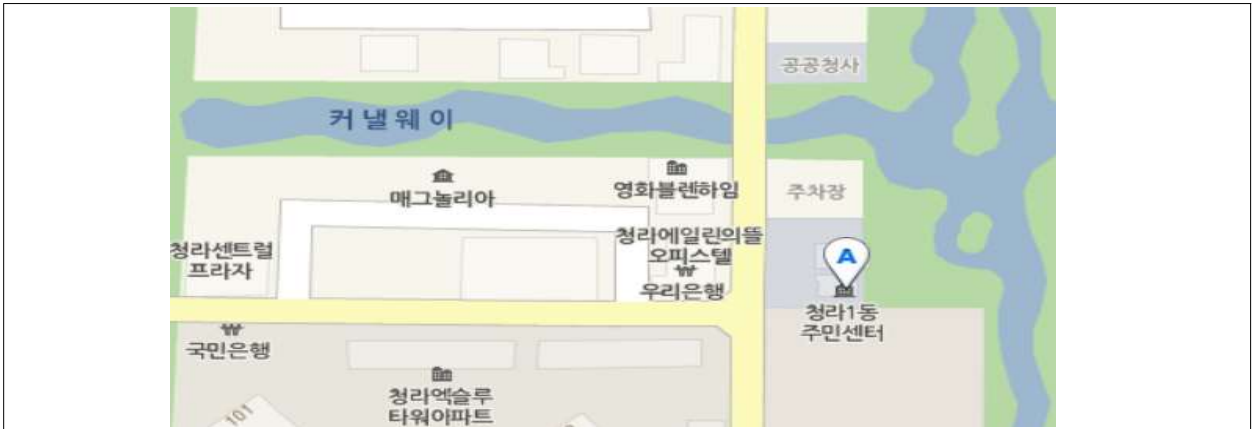 공공청사
커낼웨이
매그놀리아
영화블렌하임
주차장
청라센트럴
프라자
청라에일린의뜰
오피스텔
₩
우리은행
A
청라1동
주민센터
₩
국민은행
청라엑슬루
타워아파트
101